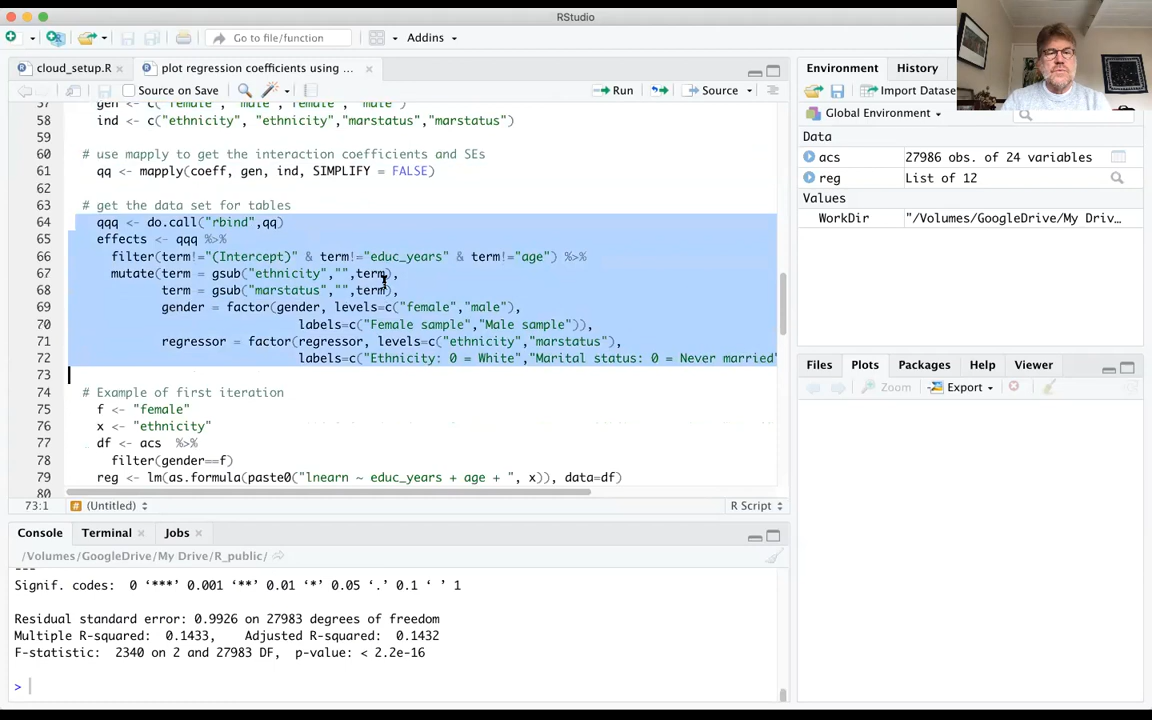 RStudio
Go to file/function
Addins
cloud_setup.R
plot regression coefficients using ...
Source on Save
Run
Source
57 gen <- c("female","male","female","male")
58 ind <- c("ethnicity", "ethnicity","marstatus","marstatus")
59
60 # use mapply to get the interaction coefficients and SEs
61 qq <- mapply(coeff, gen, ind, SIMPLIFY = FALSE)
62
63 # get the data set for tables
64 qqq <- do.call("rbind",qq)
65 effects <- qqq %>%
66 filter(term!="(Intercept)" & term!="educ_years" & term!="age") %>%
67 mutate(term = gsub("ethnicity","",term),
68 term = gsub("marstatus","",term),
69 gender = factor(gender, levels=c("female","male"),
70 labels=c("Female sample","Male sample")),
71 regressor = factor(regressor, levels=c("ethnicity","marstatus"),
72 labels=c("Ethnicity: 0 = White","Marital status: 0 = Never married"
73
74 # Example of first iteration
75 f <- "female"
76 x <- "ethnicity"
77 df <- acs %>%
78 filter(gender==f)
79 reg <- lm(as.formula(paste0("lnearn ~ educ_years + age + ", x)), data=df)
80
73:1
(Untitled)
R Script
Console
Terminal
Jobs
/Volumes/GoogleDrive/My Drive/R_public/
---
Signif. codes: 0 ‘***’ 0.001 ‘**’ 0.01 ‘*’ 0.05 ‘.’ 0.1 ‘ ’ 1
Residual standard error: 0.9926 on 27983 degrees of freedom
Multiple R-squared: 0.1433, Adjusted R-squared: 0.1432
F-statistic: 2340 on 2 and 27983 DF, p-value: < 2.2e-16
>
Environment
History
Import Datase
Global Environment
Data
acs 27986 obs. of 24 variables
reg List of 12
Values
WorkDir "/Volumes/GoogleDrive/My Driv…
Files
Plots
Packages
Help
Viewer
Zoom
Export